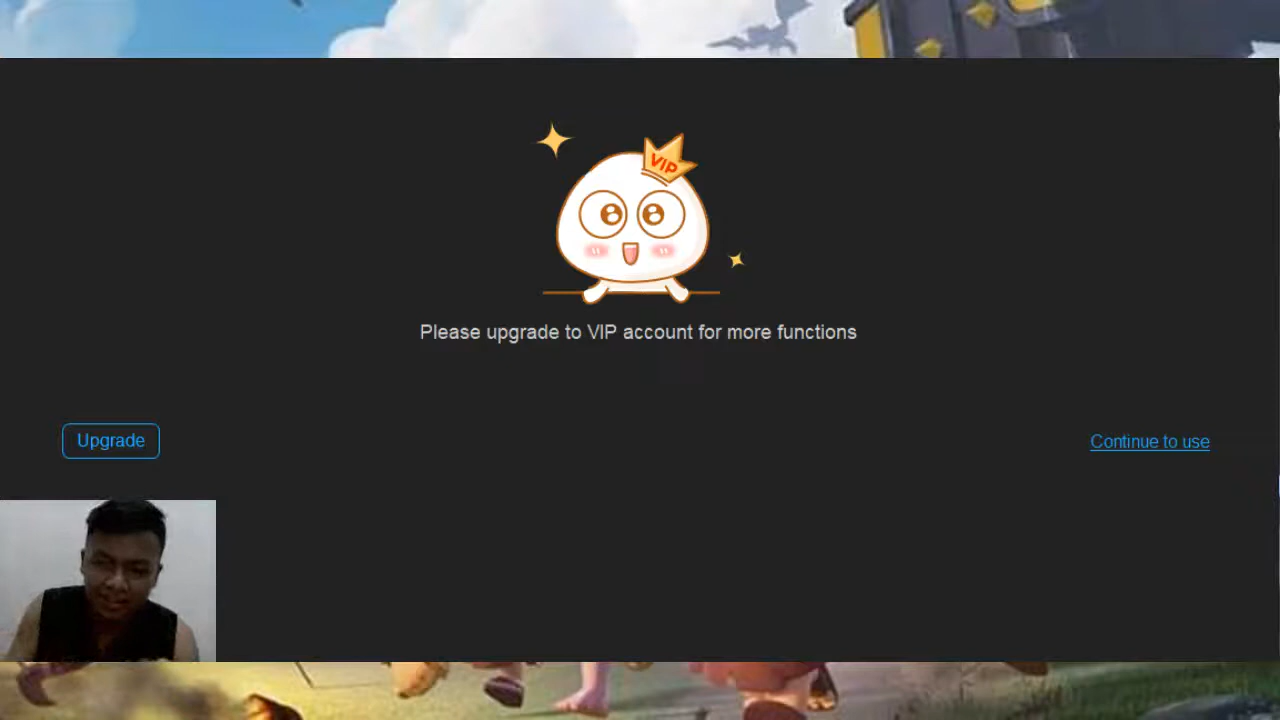 VIP
Please upgrade to VIP account for more functions
Upgrade
Continue to use